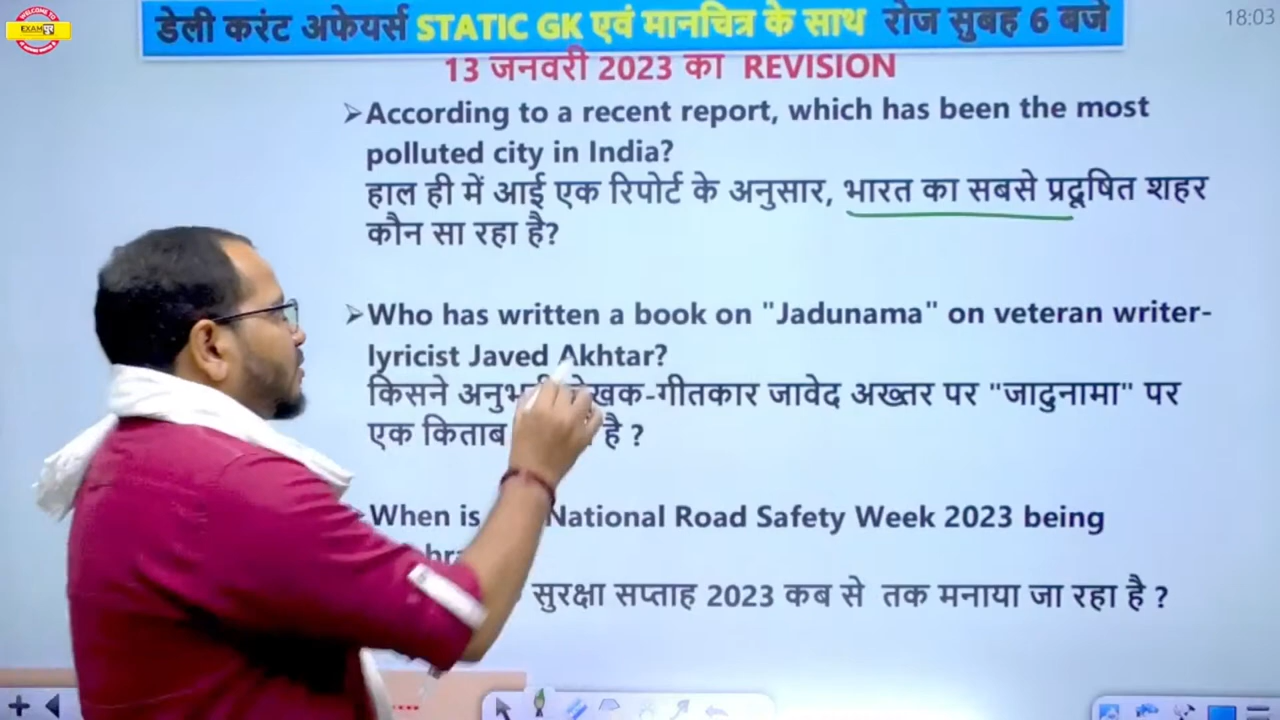 WELCOME TO
EXAM
डेली करंट अफेयर्स STATIC GK एवं मानचित्र के साथ रोज सुबह 6 बजे
18:03
13 जनवरी 2023 का REVISION
➢According to a recent report, which has been the most
polluted city in India?
हाल ही में आई एक रिपोर्ट के अनुसार, भारत का सबसे प्रदूषित शहर
कौन सा रहा है?
➢Who has written a book on "Jadunama" on veteran writer-
lyricist Javed Akhtar?
किसने लेखक-गीतकार जावेद अख्तर पर "जादुनामा" पर
एक किताब है ?
When is National Road Safety Week 2023 being
सुरक्षा सप्ताह 2023 कब से तक मनाया जा रहा है ?